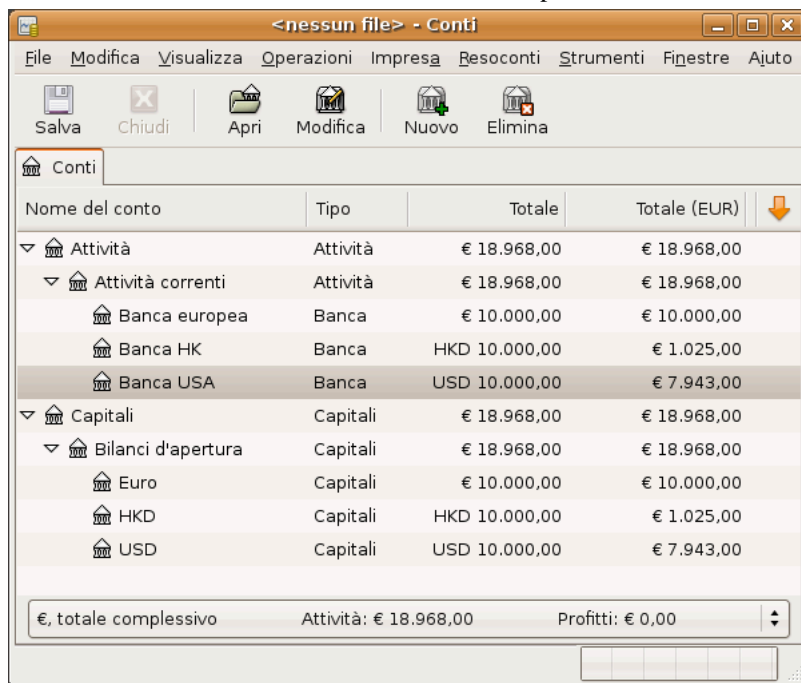 <nessun file> - Conti
File Modifica Visualizza Operazioni Impresa Resoconti Strumenti Finestre Aiuto
Salva Chiudi Apri Modifica Nuovo Elimina
Conti
Nome del conto Tipo Totale Totale (EUR)
Attività Attività € 18.968,00 € 18.968,00
Attività correnti Attività € 18.968,00 € 18.968,00
Banca europea Banca € 10.000,00 € 10.000,00
Banca HK Banca HKD 10.000,00 € 1.025,00
Banca USA Banca USD 10.000,00 € 7.943,00
Capitali Capitali € 18.968,00 € 18.968,00
Bilanci d'apertura Capitali € 18.968,00 € 18.968,00
Euro Capitali € 10.000,00 € 10.000,00
HKD Capitali HKD 10.000,00 € 1.025,00
USD Capitali USD 10.000,00 € 7.943,00
€, totale complessivo Attività: € 18.968,00 Profitti: € 0,00